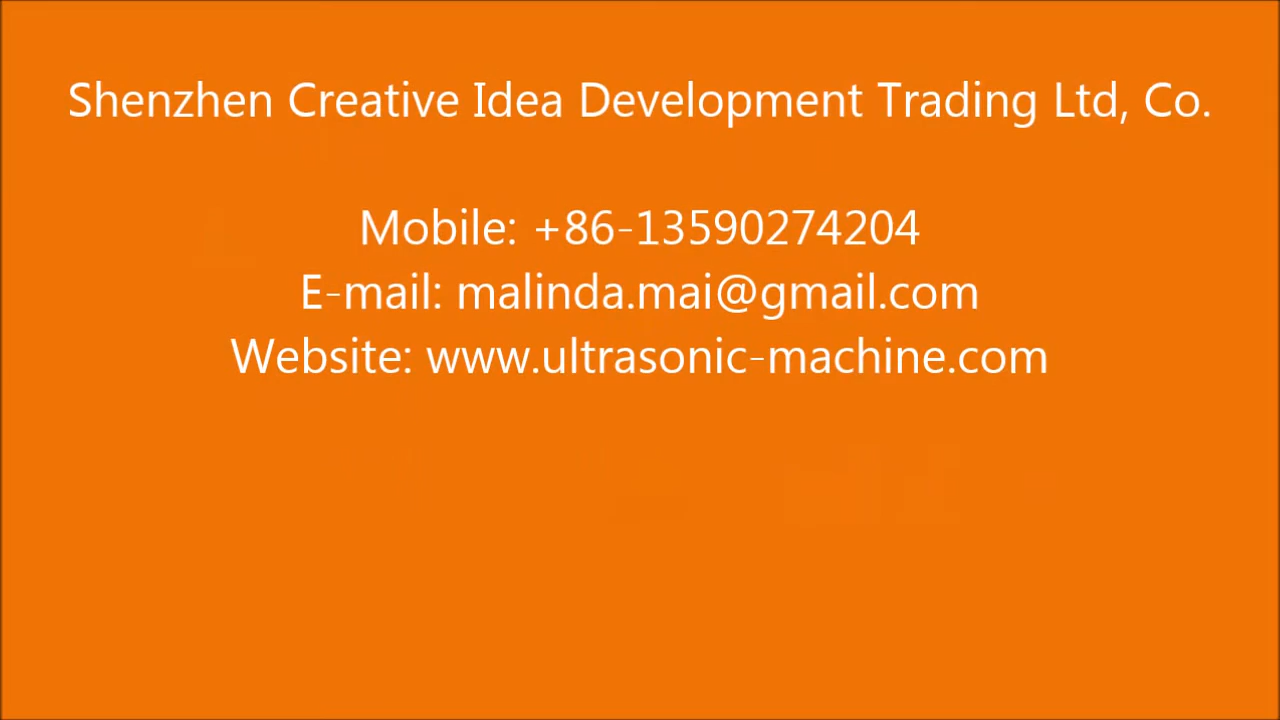 Shenzhen Creative Idea Development Trading Ltd, Co.
Mobile: +86-13590274204
E-mail: malinda.mai@gmail.com
Website: www.ultrasonic-machine.com